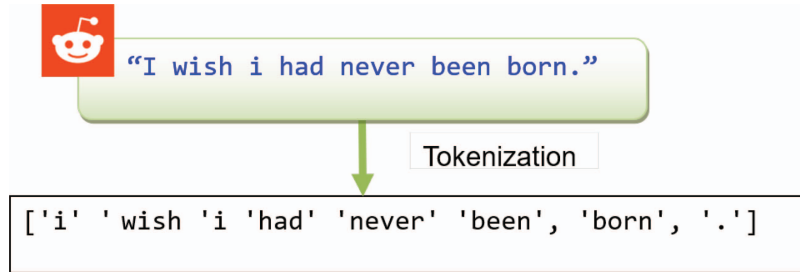 “I wish i had never been born.”
Tokenization
['i' ' wish 'i 'had' 'never' 'been', 'born', '.']